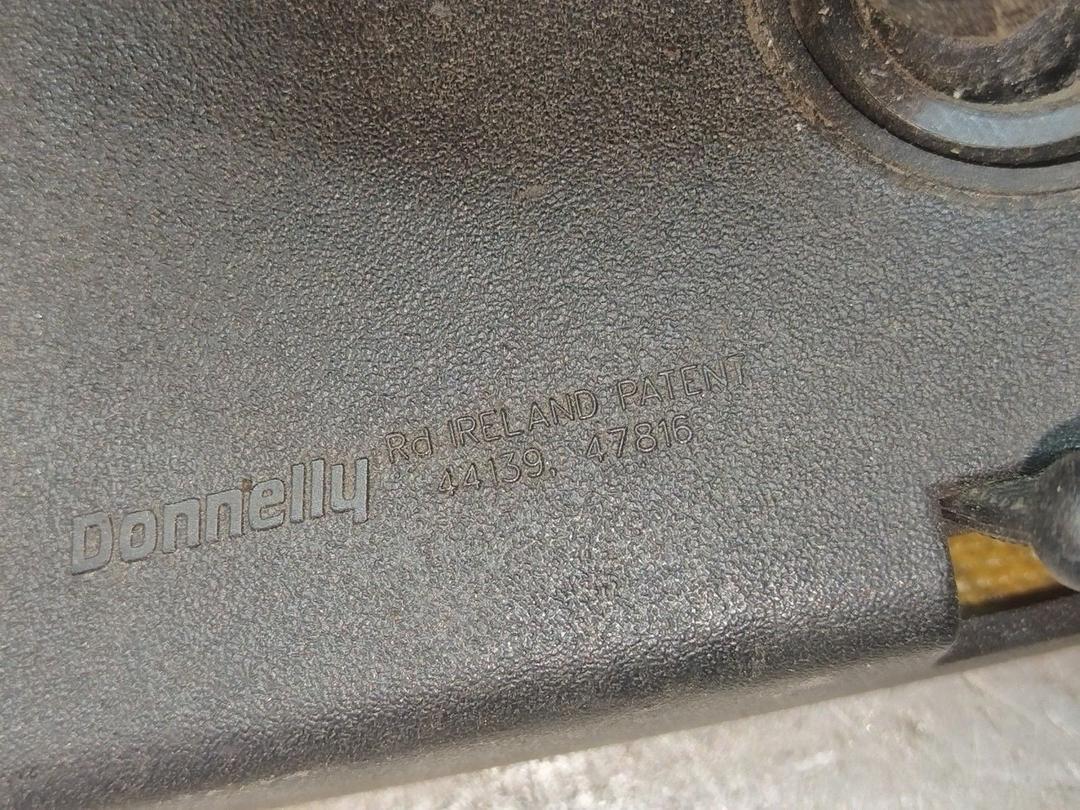 Donnelly
Rd IRELAND PATENT
44139, 47816